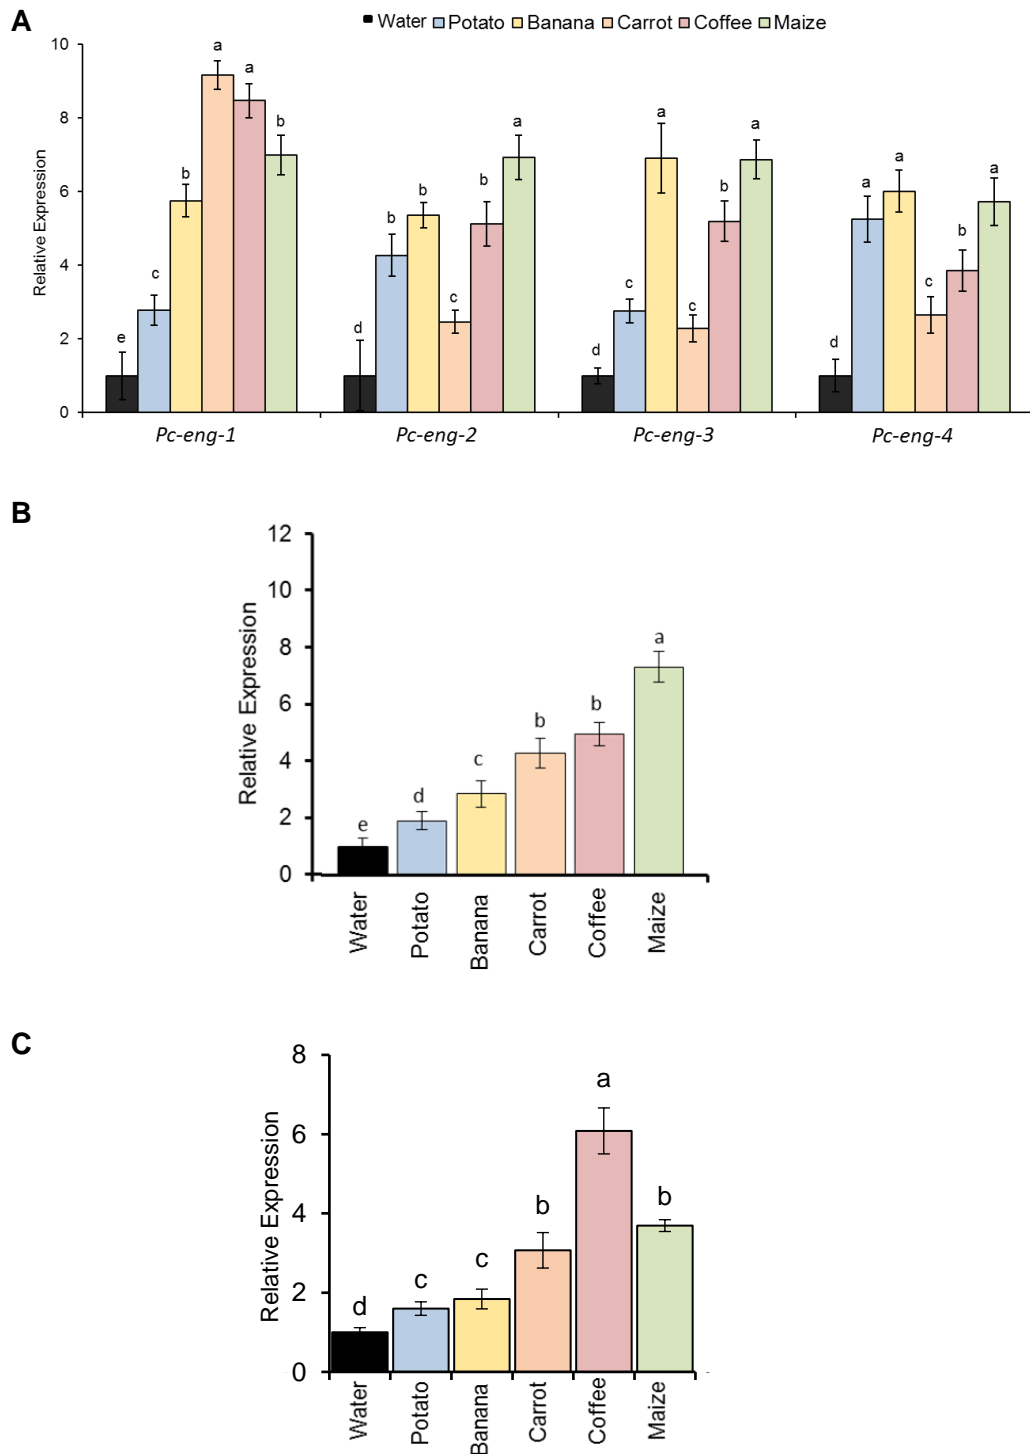 A
Water Potato Banana Carrot Coffee Maize
10
8
6
4
2
0
Relative Expression
e c b a a b
d b b c b a
d c a c b a
d a a c b a
Pc-eng-1 Pc-eng-2 Pc-eng-3 Pc-eng-4
B
12
10
8
6
4
2
0
Relative Expression
e d c b b a
Water Potato Banana Carrot Coffee Maize
C
8
6
4
2
0
Relative Expression
d c c b a b
Water Potato Banana Carrot Coffee Maize